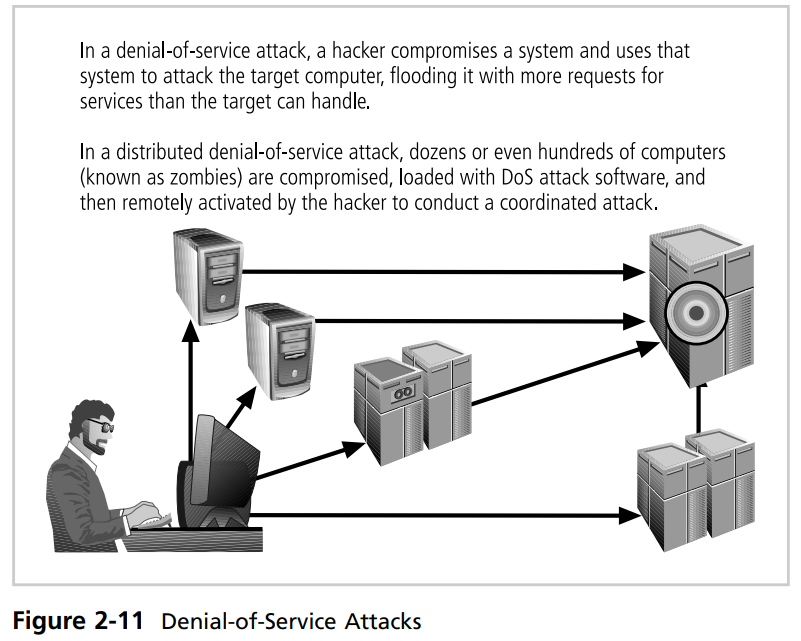 In a denial-of-service attack, a hacker compromises a system and uses that
system to attack the target computer, flooding it with more requests for
services than the target can handle.
In a distributed denial-of-service attack, dozens or even hundreds of computers
(known as zombies) are compromised, loaded with DoS attack software, and
then remotely activated by the hacker to conduct a coordinated attack.
Figure 2-11 Denial-of-Service Attacks